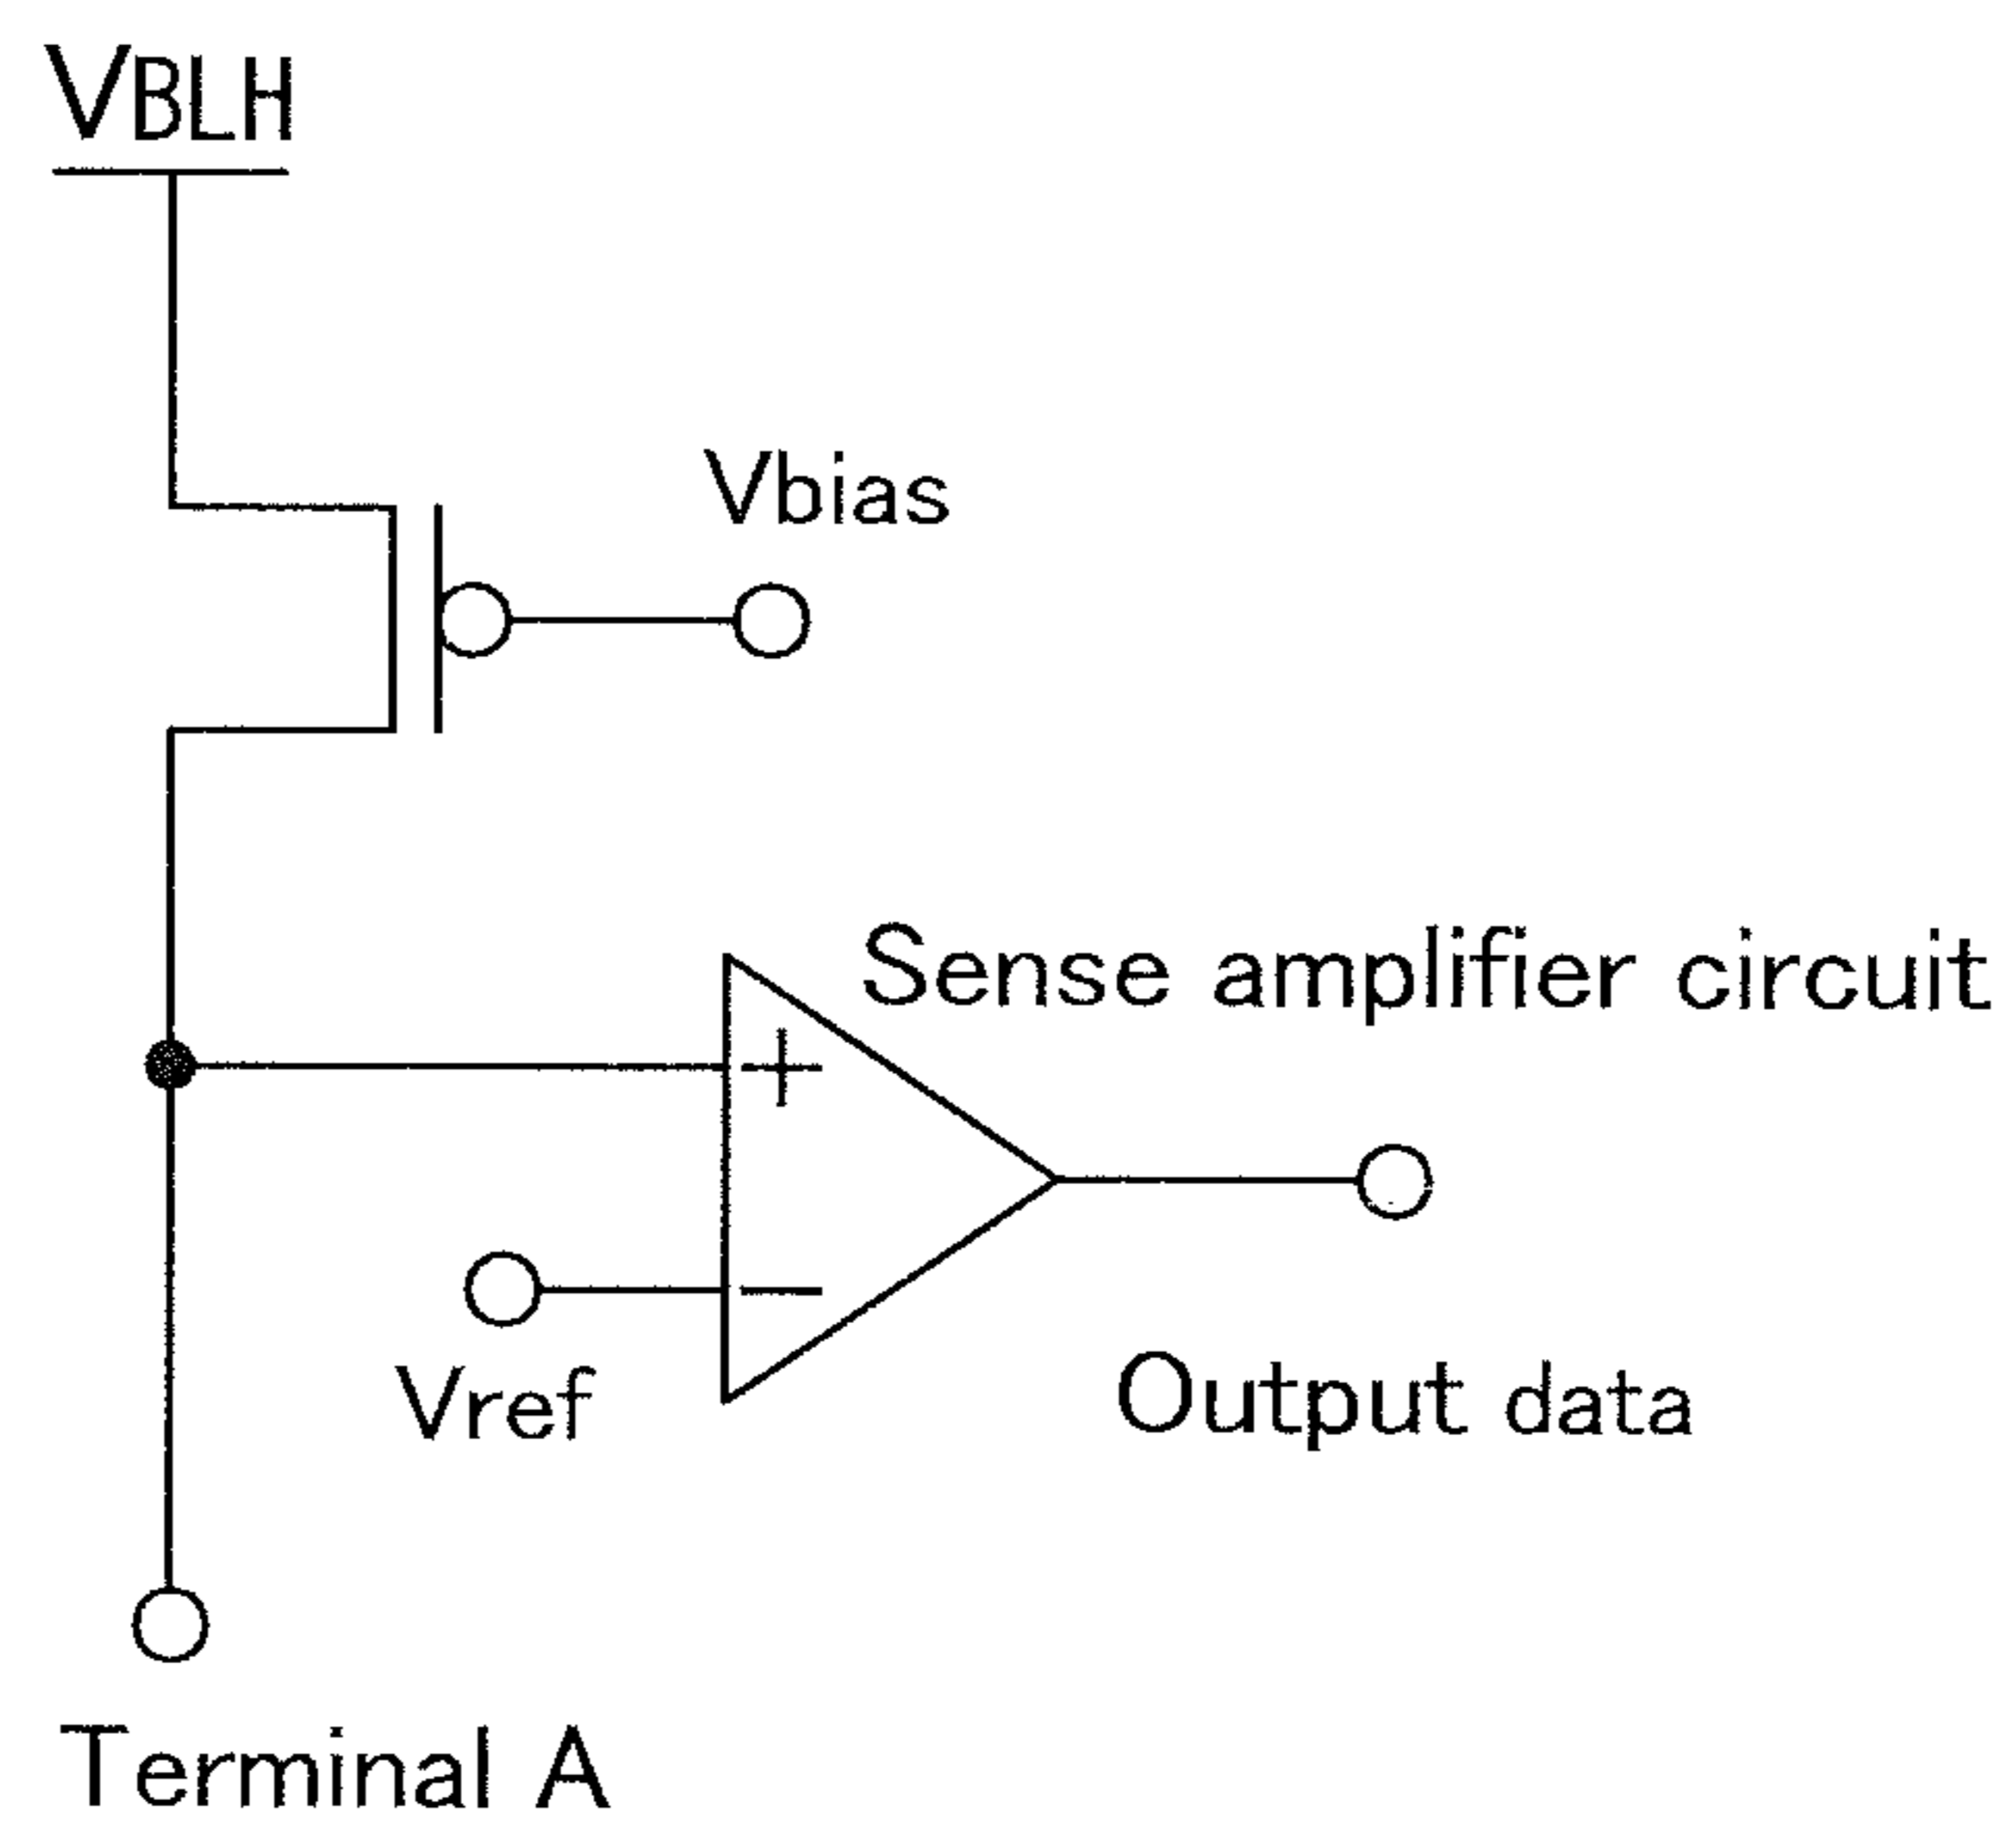 VBLH
Vbias
Sense amplifier circuit
+
−
Vref
Output data
Terminal A